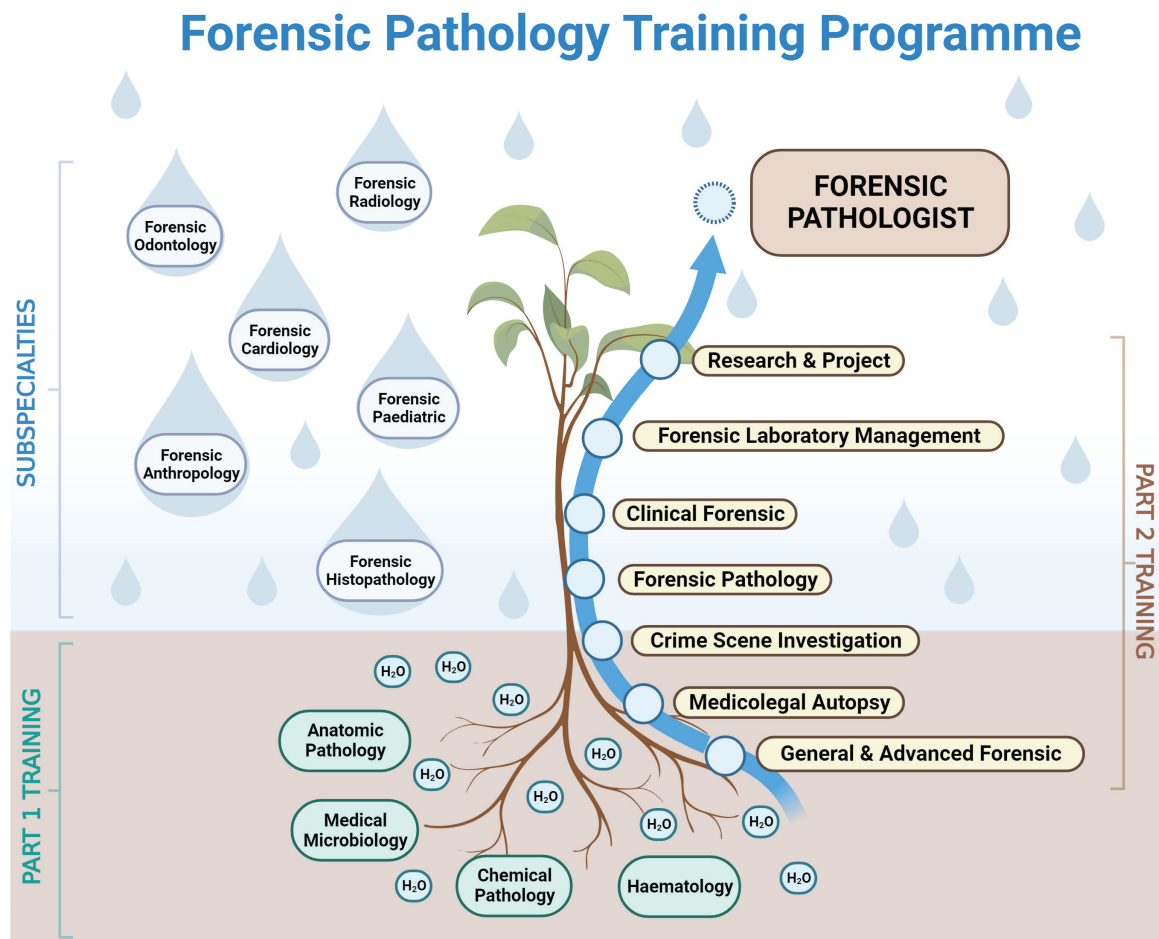 Forensic Pathology Training Programme
SUBSPECIALTIES
Forensic
Odontology
Forensic
Radiology
Forensic
Cardiology
Forensic
Paediatric
Forensic
Anthropology
Forensic
Histopathology
FORENSIC
PATHOLOGIST
Research & Project
Forensic Laboratory Management
Clinical Forensic
Forensic Pathology
Crime Scene Investigation
Medicolegal Autopsy
General & Advanced Forensic
PART 2 TRAINING
PART 1 TRAINING
H₂O
H₂O
H₂O
Anatomic
Pathology
H₂O
H₂O
H₂O
Medical
Microbiology
H₂O
H₂O
Chemical
Pathology
Haematology
H₂O
H₂O